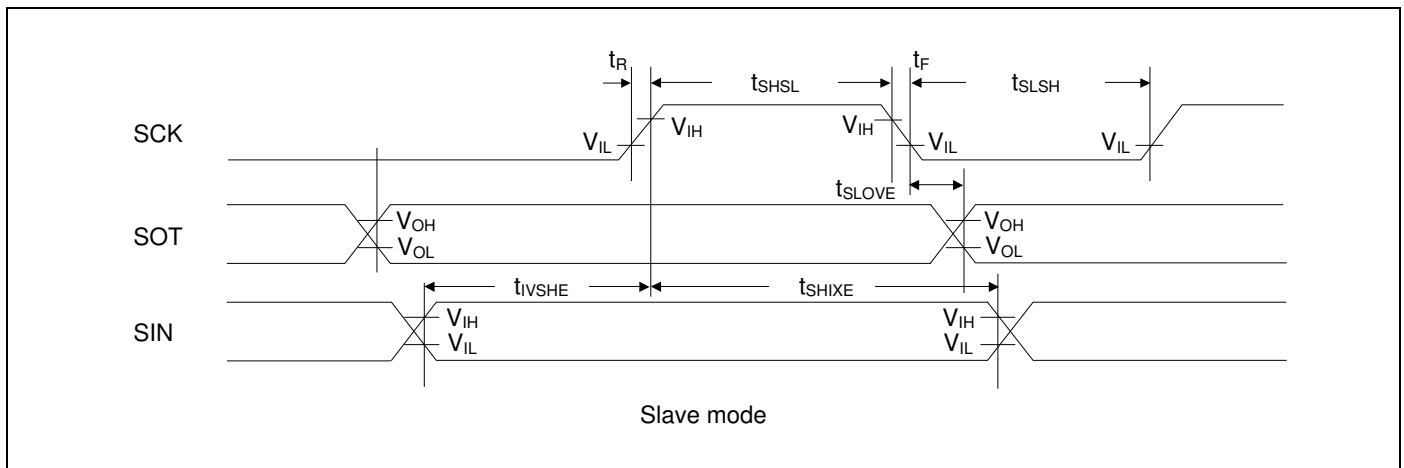 tR tSHSL tF tSLSH
SCK VIL VIH VIH VIL VIL
tSLOVE
SOT VOH VOL VOH VOL
tIVSHE tSHIXE
SIN VIH VIL VIH VIL
Slave mode